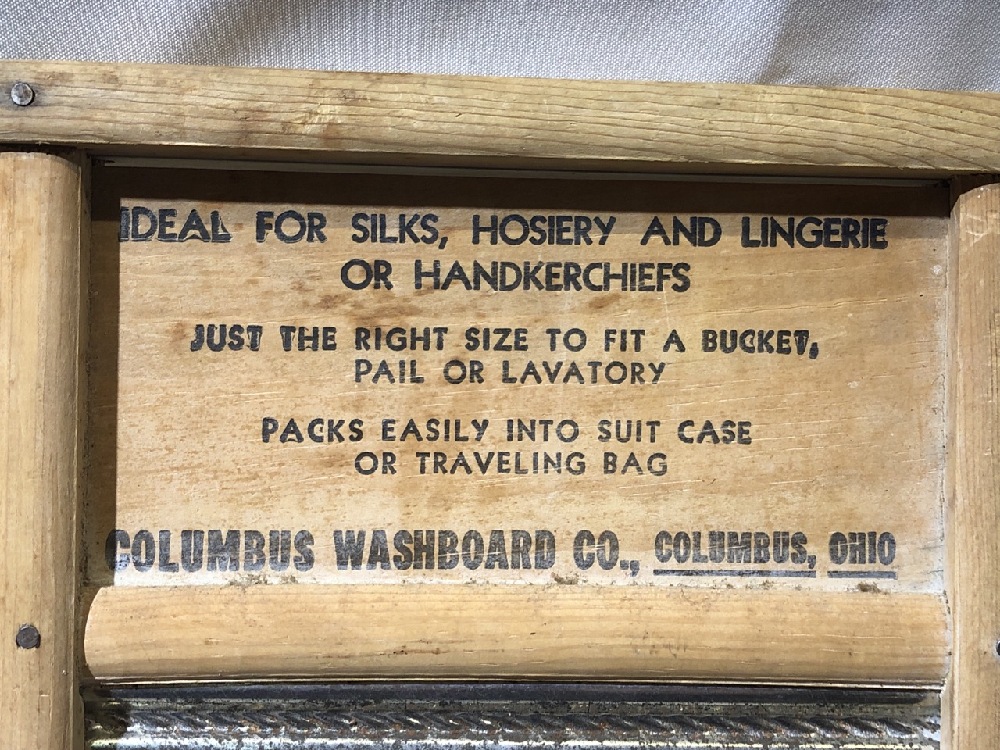 IDEAL FOR SILKS, HOSIERY AND LINGERIE
OR HANDKERCHIEFS
JUST THE RIGHT SIZE TO FIT A BUCKET,
PAIL OR LAVATORY
PACKS EASILY INTO SUIT CASE
OR TRAVELING BAG
COLUMBUS WASHBOARD CO., COLUMBUS, OHIO